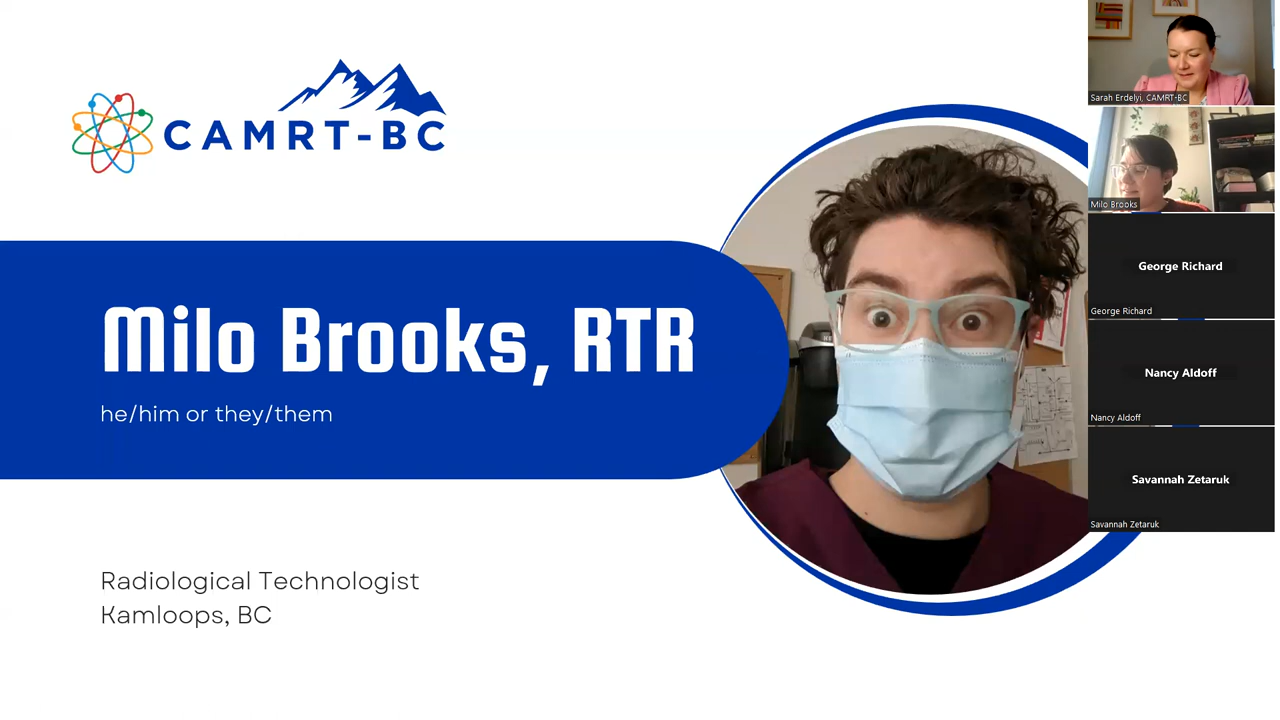 CAMRT-BC
Milo Brooks, RTR
he/him or they/them
Radiological Technologist
Kamloops, BC
Sarah Erdelyi, CAMRT-BC
Milo Brooks
George Richard
George Richard
Nancy Aldoff
Nancy Aldoff
Savannah Zetaruk
Savannah Zetaruk